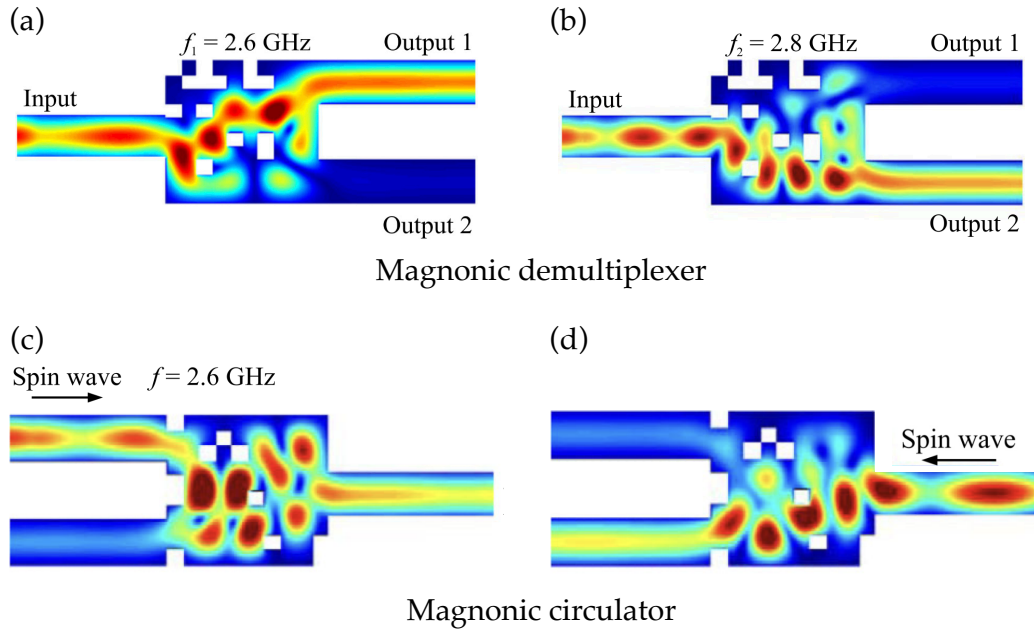 (a)
f₁ = 2.6 GHz
Output 1
Input
Output 2
(b)
f₂ = 2.8 GHz
Output 1
Input
Output 2
Magnonic demultiplexer
(c)
Spin wave
f = 2.6 GHz
(d)
Spin wave
Magnonic circulator